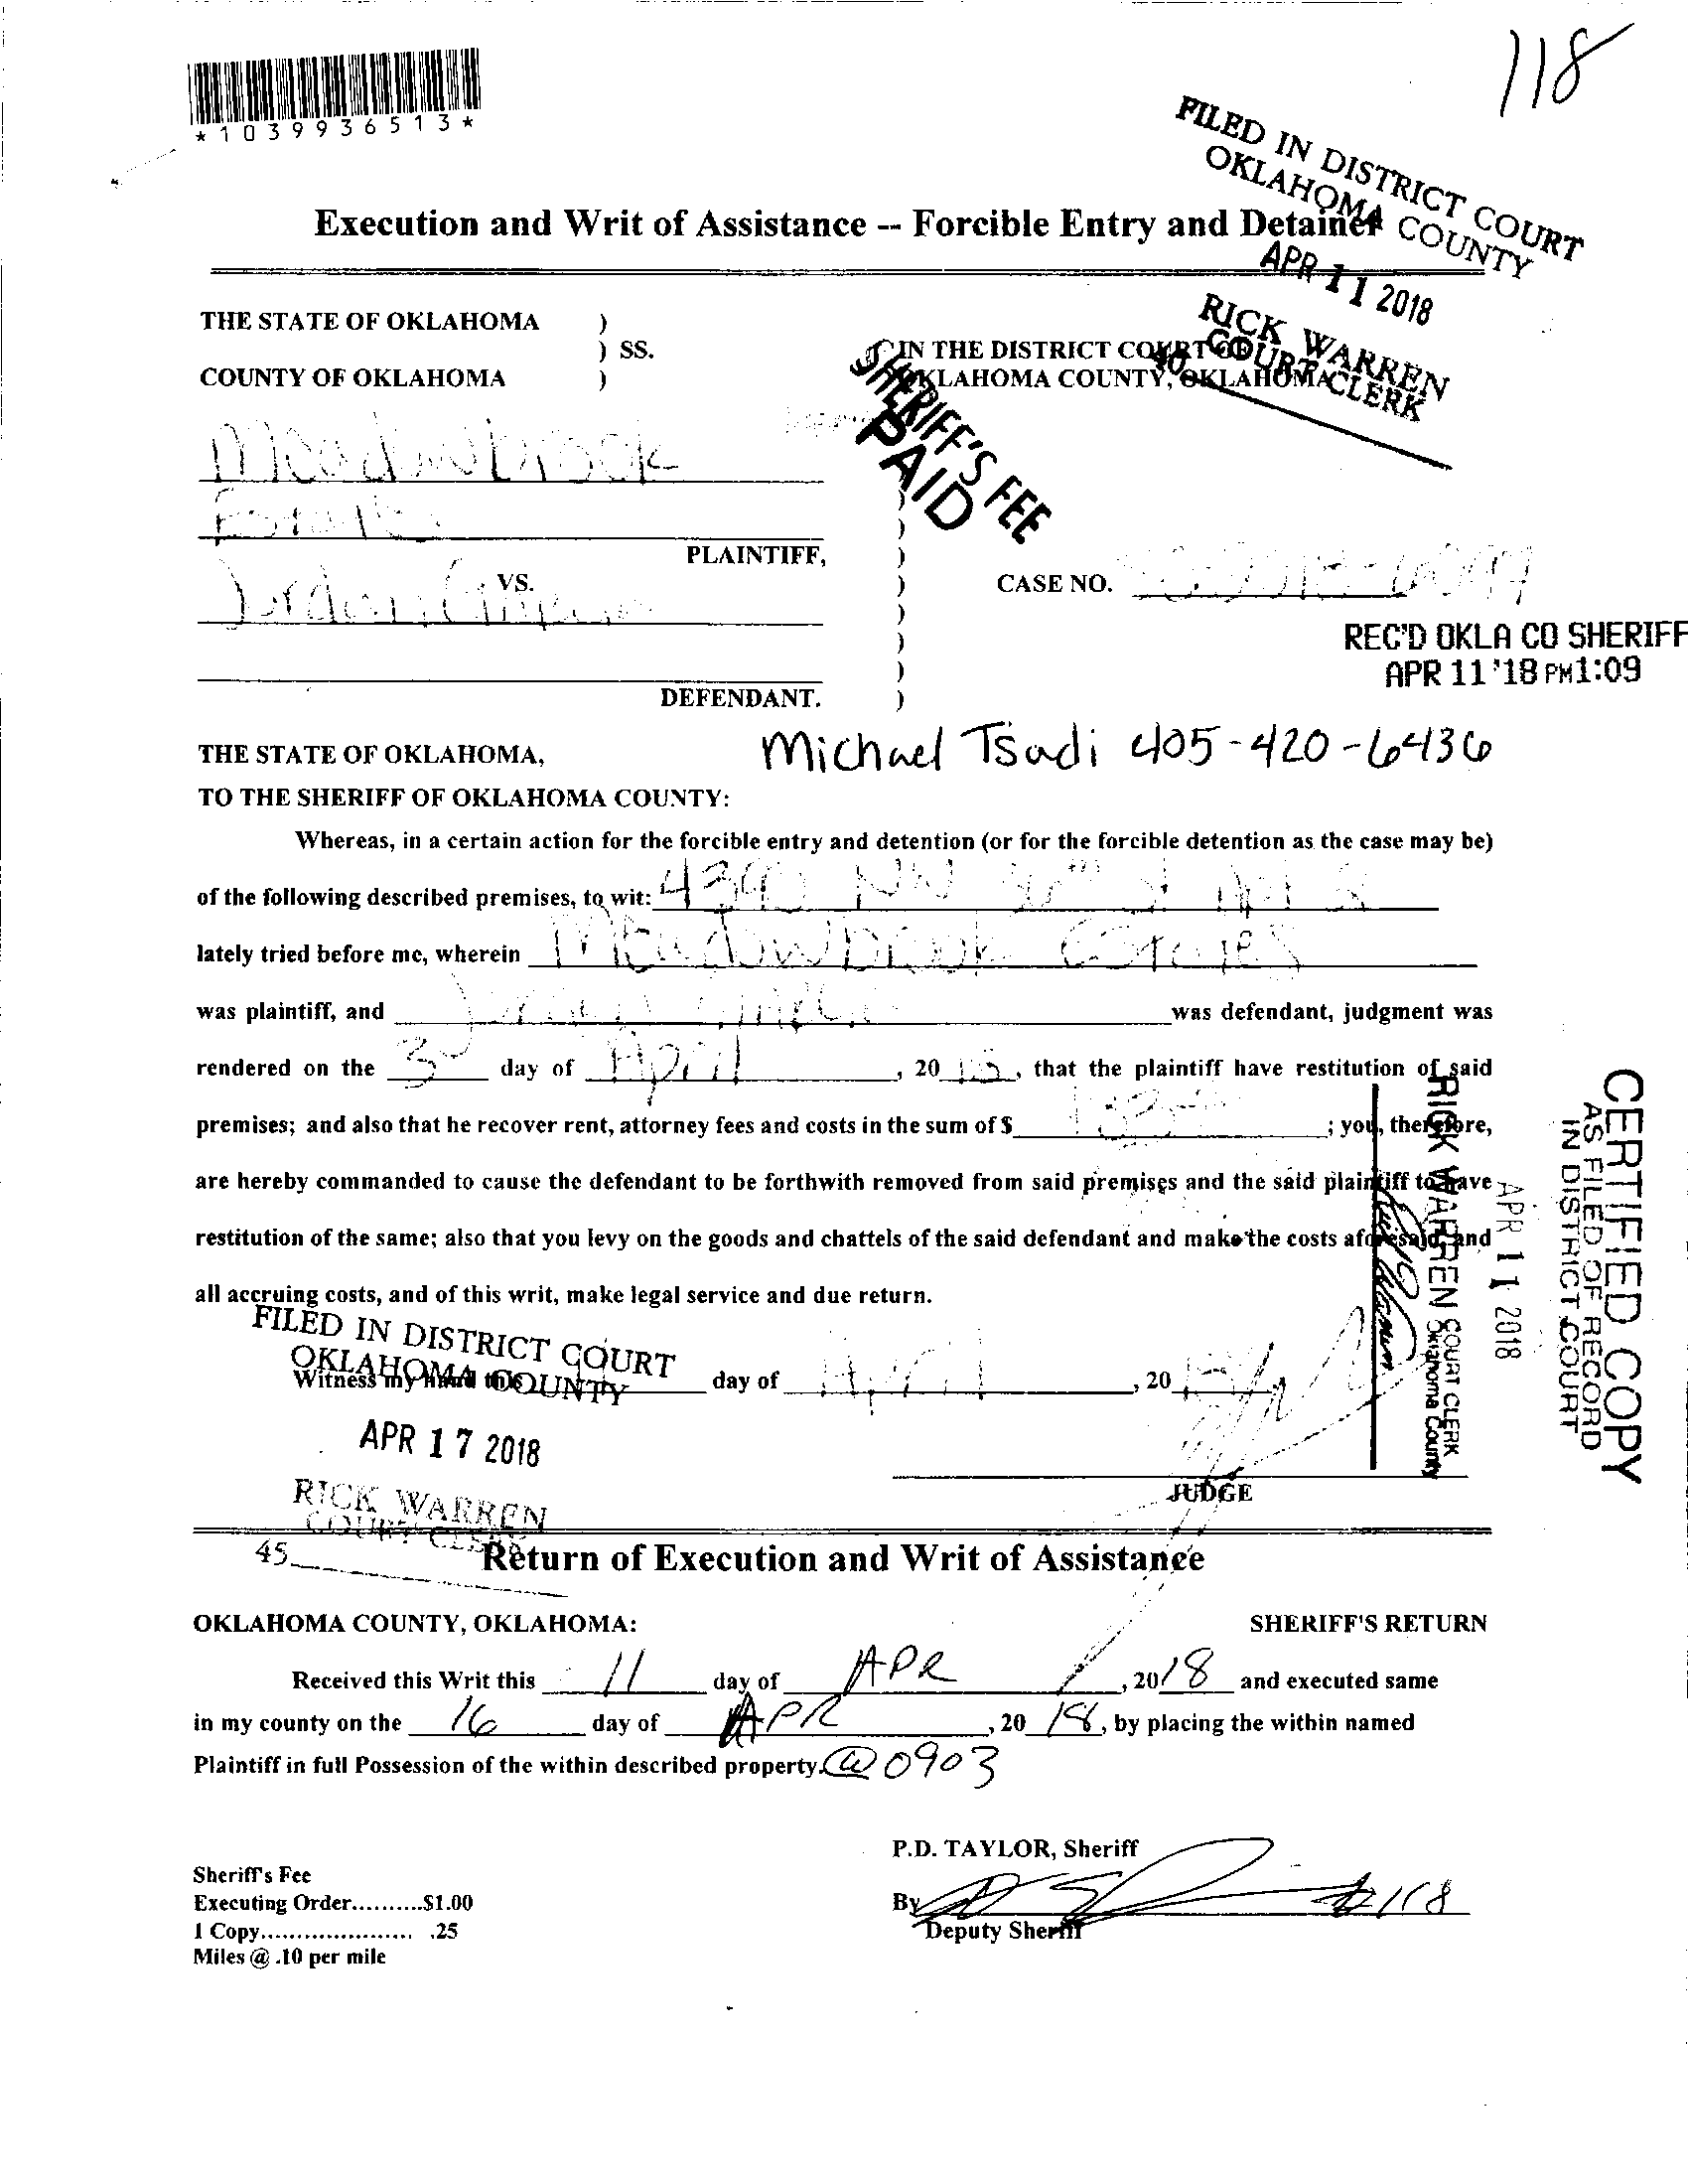 118
*1039936513*
FILED IN DISTRICT COURT
OKLAHOMA COUNTY
Execution and Writ of Assistance -- Forcible Entry and Detainer
APR 11 2018
RICK WARREN
COURT CLERK
40
THE STATE OF OKLAHOMA )
) SS.
COUNTY OF OKLAHOMA )
IN THE DISTRICT COURT OF
OKLAHOMA COUNTY, OKLAHOMA
SHERIFF'S FEE
PAID
Meadowbrook
Estates
PLAINTIFF,
VS.
Jordan
CASE NO.
REC'D OKLA CO SHERIFF
APR 11 '18 PM 1:09
DEFENDANT.
Michael Tsadi 405-420-6436
THE STATE OF OKLAHOMA,
TO THE SHERIFF OF OKLAHOMA COUNTY:
Whereas, in a certain action for the forcible entry and detention (or for the forcible detention as the case may be)
of the following described premises, to wit: NW
lately tried before me, wherein Meadowbrook Estates
was plaintiff, and Jordan was defendant, judgment was
rendered on the 3rd day of April, 20 18, that the plaintiff have restitution of said
premises; and also that he recover rent, attorney fees and costs in the sum of $ ; you, therefore,
are hereby commanded to cause the defendant to be forthwith removed from said premises and the said plaintiff to have
restitution of the same; also that you levy on the goods and chattels of the said defendant and make the costs aforesaid, and
all accruing costs, and of this writ, make legal service and due return.
FILED IN DISTRICT COURT
OKLAHOMA COUNTY
Witness my hand this day of April, 20
APR 17 2018
RICK WARREN
COURT CLERK
45
JUDGE
CERTIFIED COPY
AS FILED OF RECORD
IN DISTRICT COURT
APR 11 2018
RICK WARREN COURT CLERK
Oklahoma County
Return of Execution and Writ of Assistance
OKLAHOMA COUNTY, OKLAHOMA: SHERIFF'S RETURN
Received this Writ this 11 day of APR, 2018 and executed same
in my county on the 16 day of APR, 20 18, by placing the within named
Plaintiff in full Possession of the within described property. @ 0903
P.D. TAYLOR, Sheriff
Sheriff's Fee
Executing Order..........$1.00
By #118
Deputy Sheriff
1 Copy...................... .25
Miles @ .10 per mile